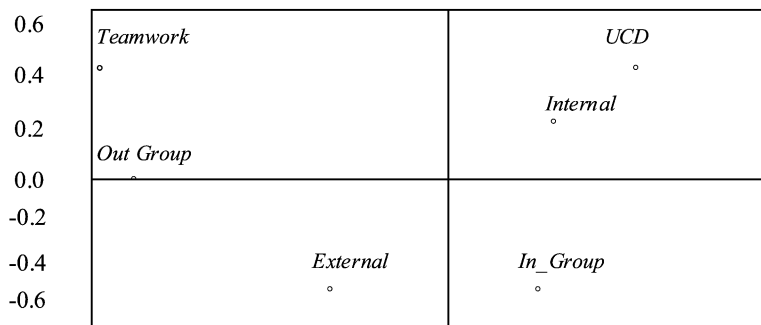 0.6
Teamwork UCD
0.4
Internal
0.2
Out Group
0.0
-0.2
-0.4 External In_Group
-0.6